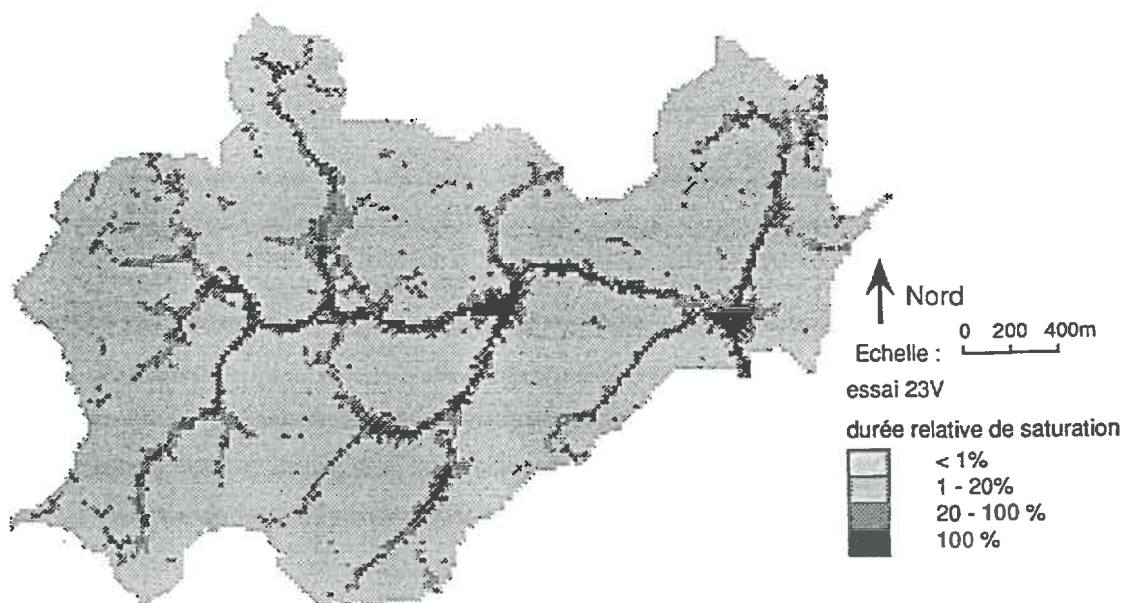 Nord
0 200 400m
Echelle :
essai 23V
durée relative de saturation
< 1%
1 - 20%
20 - 100 %
100 %